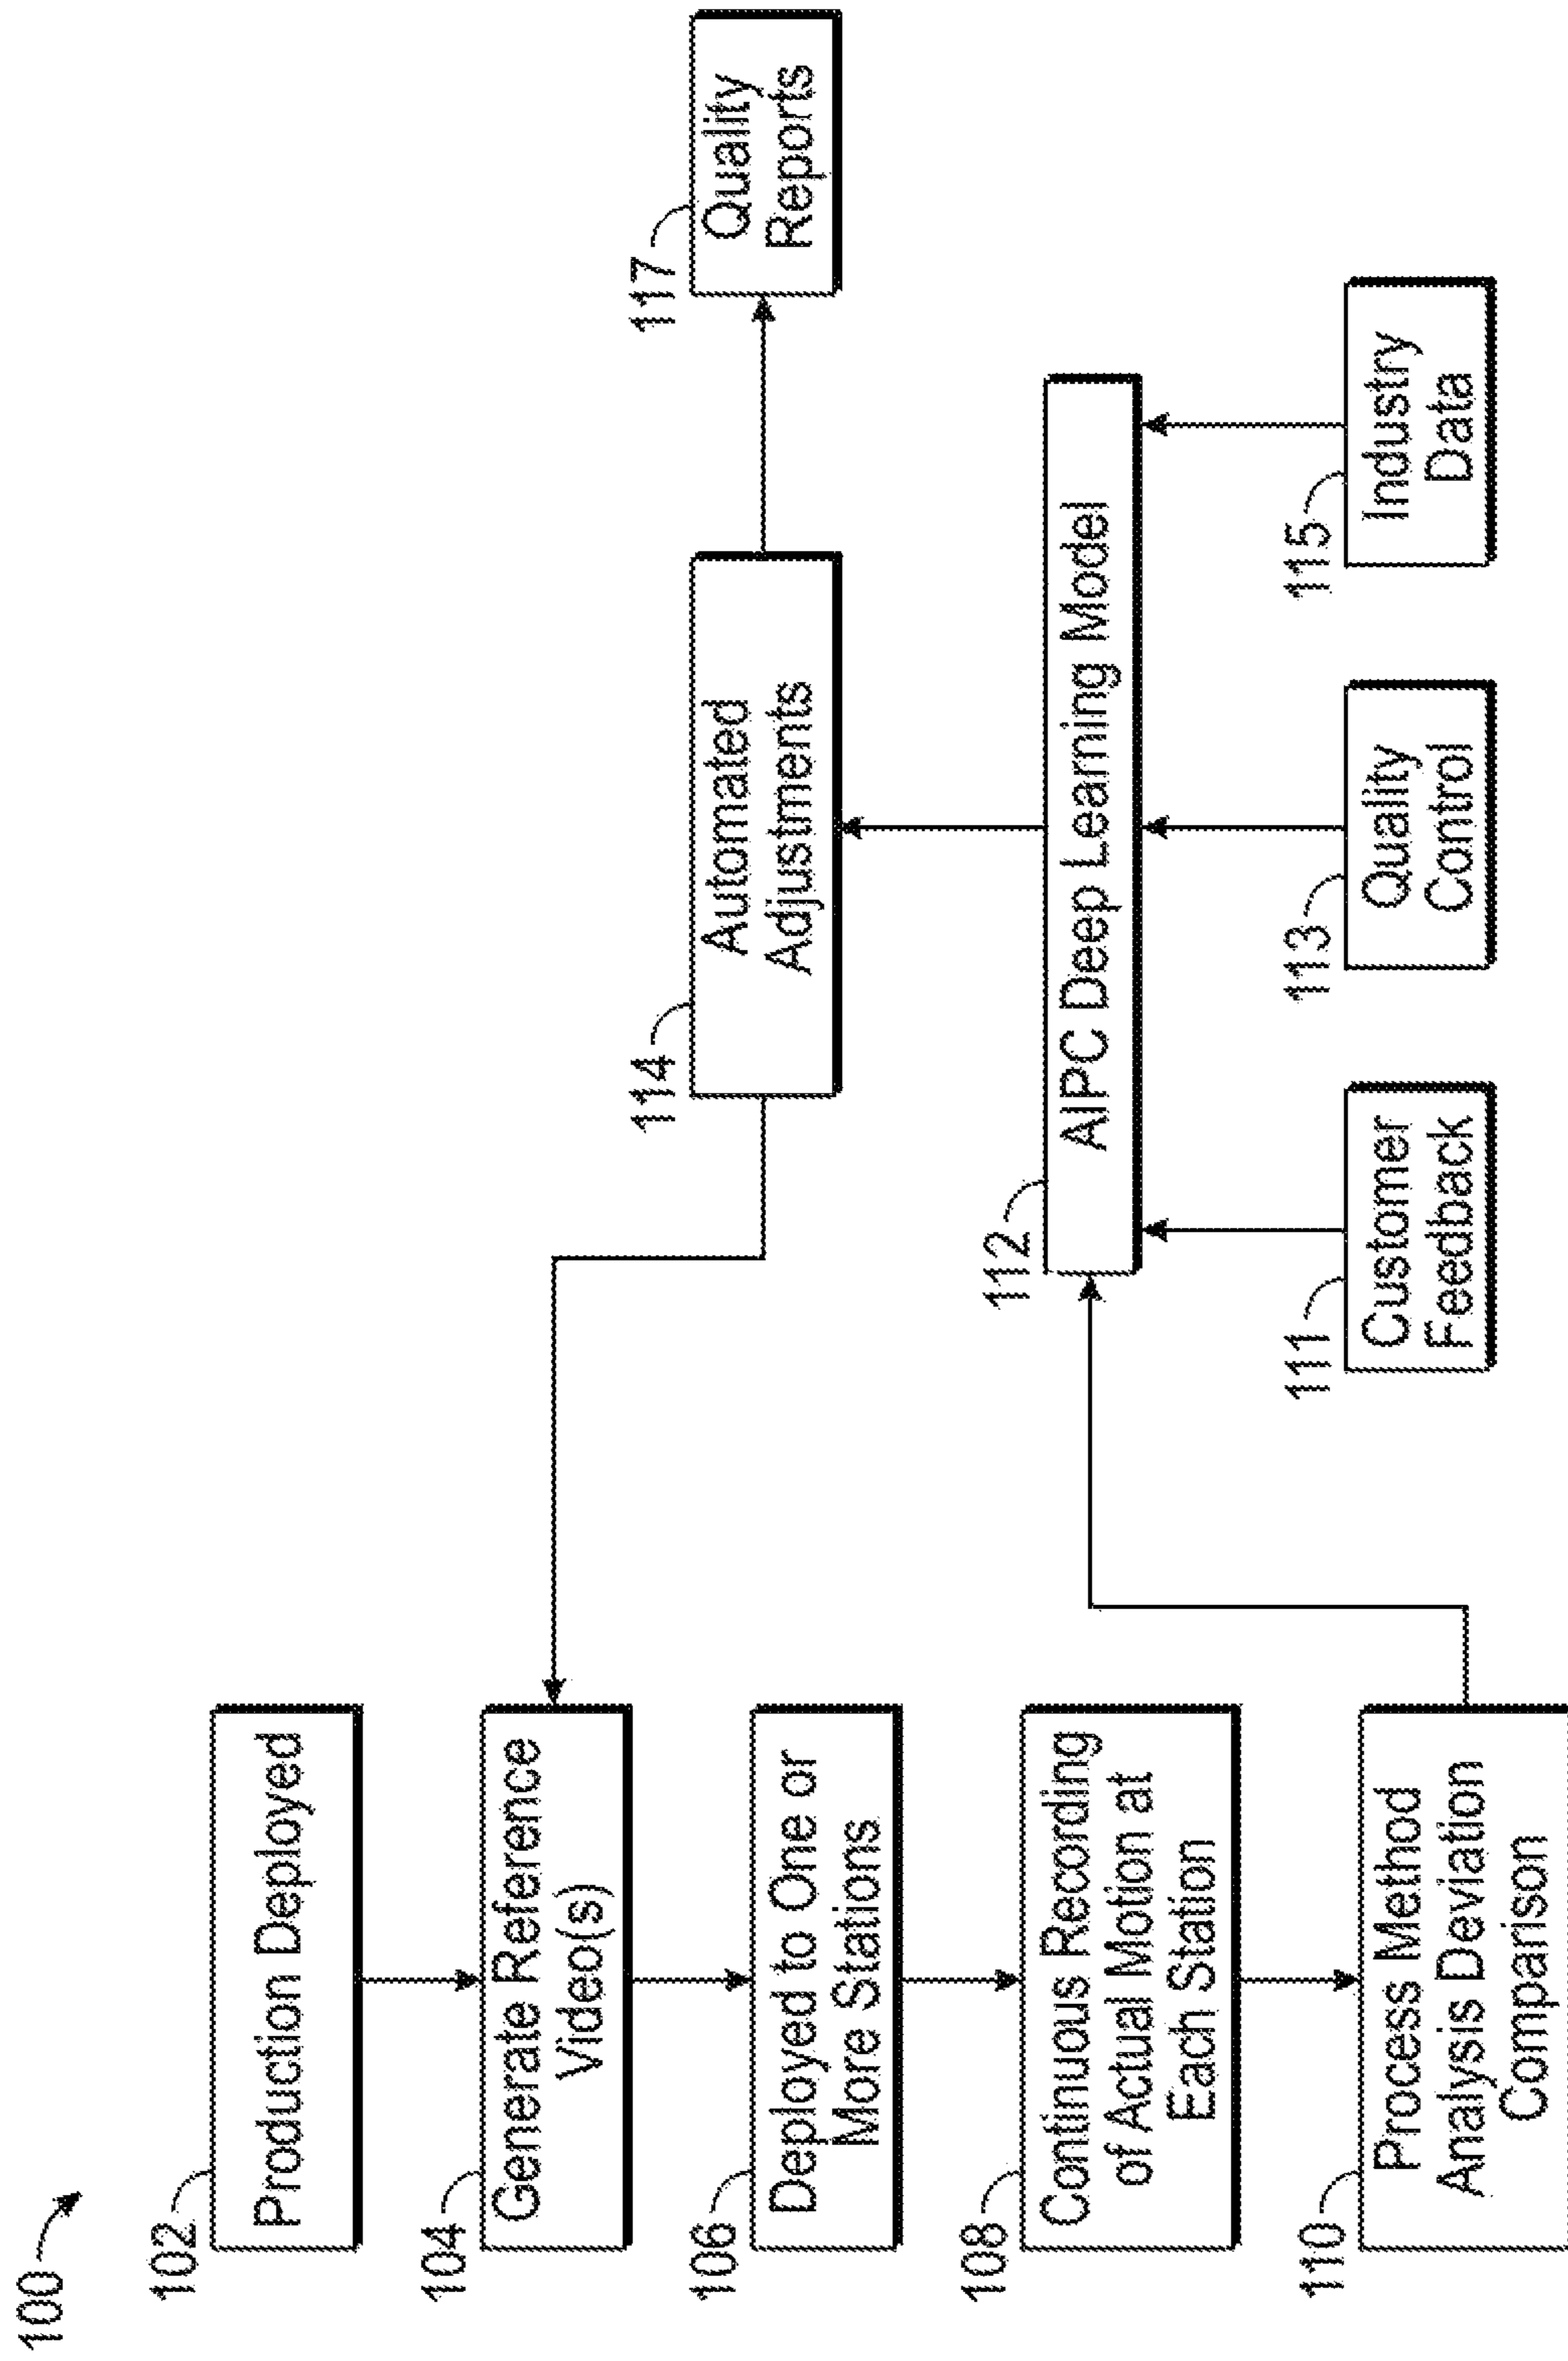 100
102
Production Deployed
104
Generate Reference
Video(s)
106
Deployed to One or
More Stations
108
Continuous Recording
of Actual Motion at
Each Station
110
Process Method
Analysis Deviation
Comparison
114
Automated
Adjustments
117
Quality
Reports
112
AIPC Deep Learning Model
111
Customer
Feedback
113
Quality
Control
115
Industry
Data